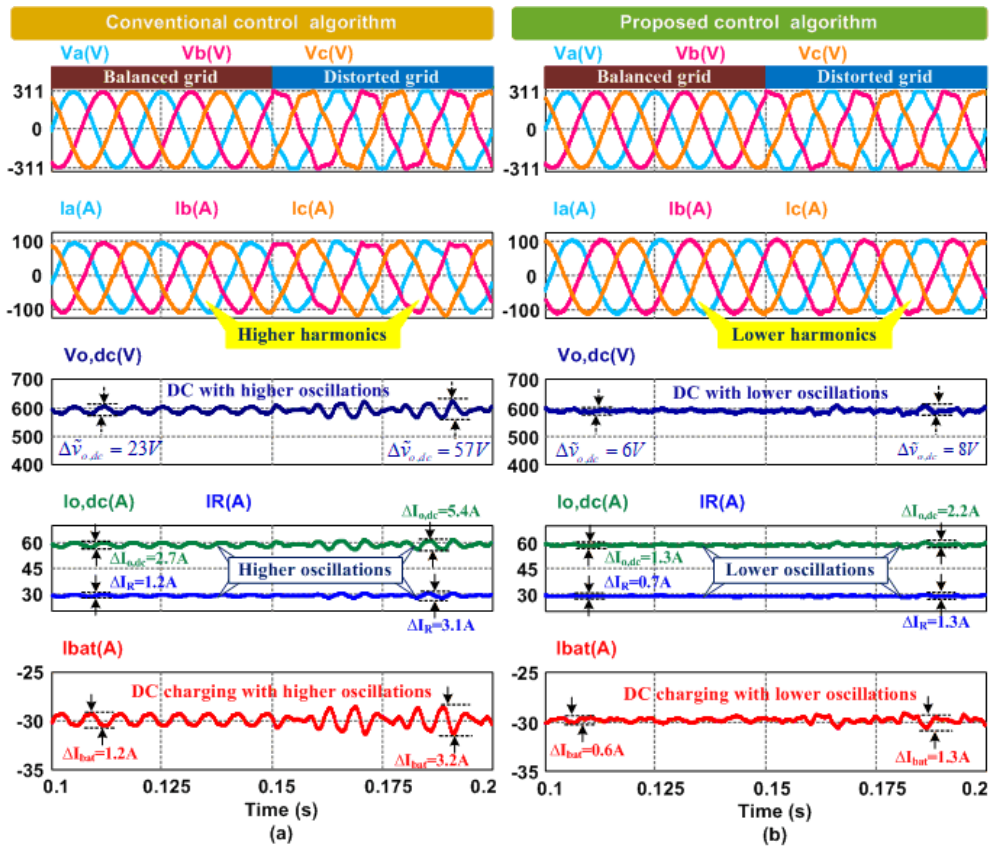 Conventional control algorithm
Va(V) Vb(V) Vc(V)
Balanced grid Distorted grid
311
0
-311
Ia(A) Ib(A) Ic(A)
100
0
-100
Higher harmonics
Vo,dc(V)
700
600
500
400
DC with higher oscillations
Δṽo,dc = 23V
Δṽo,dc = 57V
Io,dc(A) IR(A)
60
45
30
ΔIo,dc=5.4A
ΔIo,dc=2.7A
Higher oscillations
ΔIR=1.2A
ΔIR=3.1A
Ibat(A)
-25
-30
-35
DC charging with higher oscillations
ΔIbat=1.2A
ΔIbat=3.2A
0.1 0.125 0.15 0.175 0.2
Time (s)
(a)
Proposed control algorithm
Va(V) Vb(V) Vc(V)
Balanced grid Distorted grid
311
0
-311
Ia(A) Ib(A) Ic(A)
100
0
-100
Lower harmonics
Vo,dc(V)
700
600
500
400
DC with lower oscillations
Δṽo,dc = 6V
Δṽo,dc = 8V
Io,dc(A) IR(A)
60
45
30
ΔIo,dc=2.2A
ΔIo,dc=1.3A
Lower oscillations
ΔIR=0.7A
ΔIR=1.3A
Ibat(A)
-25
-30
-35
DC charging with lower oscillations
ΔIbat=0.6A
ΔIbat=1.3A
0.1 0.125 0.15 0.175 0.2
Time (s)
(b)